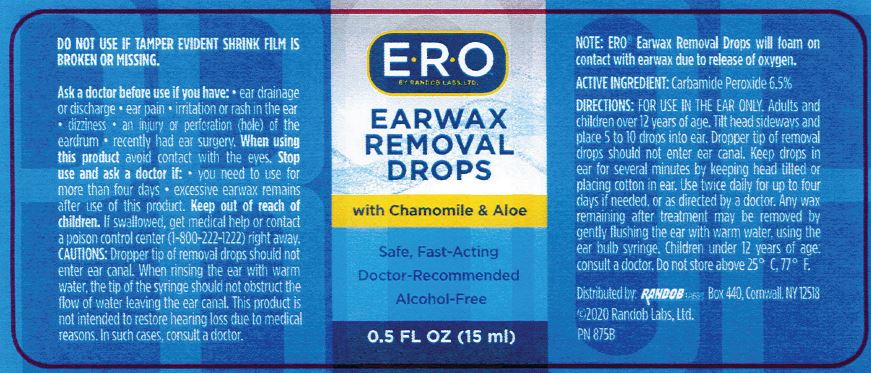 DO NOT USE IF TAMPER EVIDENT SHRINK FILM IS
BROKEN OR MISSING.
Ask a doctor before use if you have: • ear drainage
or discharge • ear pain • irritation or rash in the ear
• dizziness • an injury or perforation (hole) of the
eardrum • recently had ear surgery. When using
this product avoid contact with the eyes. Stop
use and ask a doctor if: • you need to use for
more than four days • excessive earwax remains
after use of this product. Keep out of reach of
children. If swallowed, get medical help or contact
a poison control center (1-800-222-1222) right away.
CAUTIONS: Dropper tip of removal drops should not
enter ear canal. When rinsing the ear with warm
water, the tip of the syringe should not obstruct the
flow of water leaving the ear canal. This product is
not intended to restore hearing loss due to medical
reasons. In such cases, consult a doctor.
E·R·O
BY RANDOB LABS, LTD.
EARWAX
REMOVAL
DROPS
with Chamomile & Aloe
Safe, Fast-Acting
Doctor-Recommended
Alcohol-Free
0.5 FL OZ (15 ml)
NOTE: ERO® Earwax Removal Drops will foam on
contact with earwax due to release of oxygen.
ACTIVE INGREDIENT: Carbamide Peroxide 6.5%
DIRECTIONS: FOR USE IN THE EAR ONLY. Adults and
children over 12 years of age. Tilt head sideways and
place 5 to 10 drops into ear. Dropper tip of removal
drops should not enter ear canal. Keep drops in
ear for several minutes by keeping head tilted or
placing cotton in ear. Use twice daily for up to four
days if needed, or as directed by a doctor. Any wax
remaining after treatment may be removed by
gently flushing the ear with warm water, using the
ear bulb syringe. Children under 12 years of age:
consult a doctor. Do not store above 25° C, 77° F.
Distributed by: RANDOB Box 440, Cornwall, NY 12518
©2020 Randob Labs, Ltd.
PN 875B